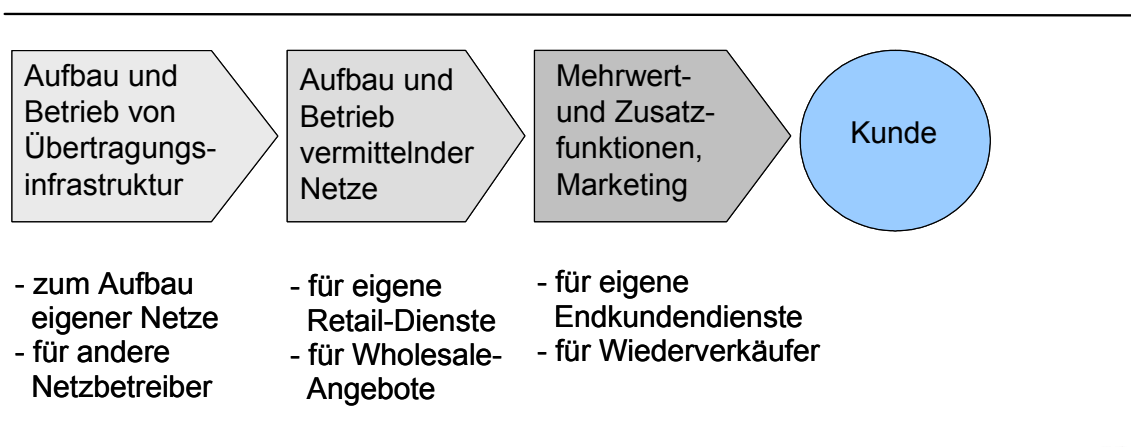 Aufbau und
Betrieb von
Übertragungs-
infrastruktur
Aufbau und
Betrieb
vermittelnder
Netze
Mehrwert-
und Zusatz-
funktionen,
Marketing
Kunde
- zum Aufbau
eigener Netze
- für andere
Netzbetreiber
- für eigene
Retail-Dienste
- für Wholesale-
Angebote
- für eigene
Endkundendienste
- für Wiederverkäufer